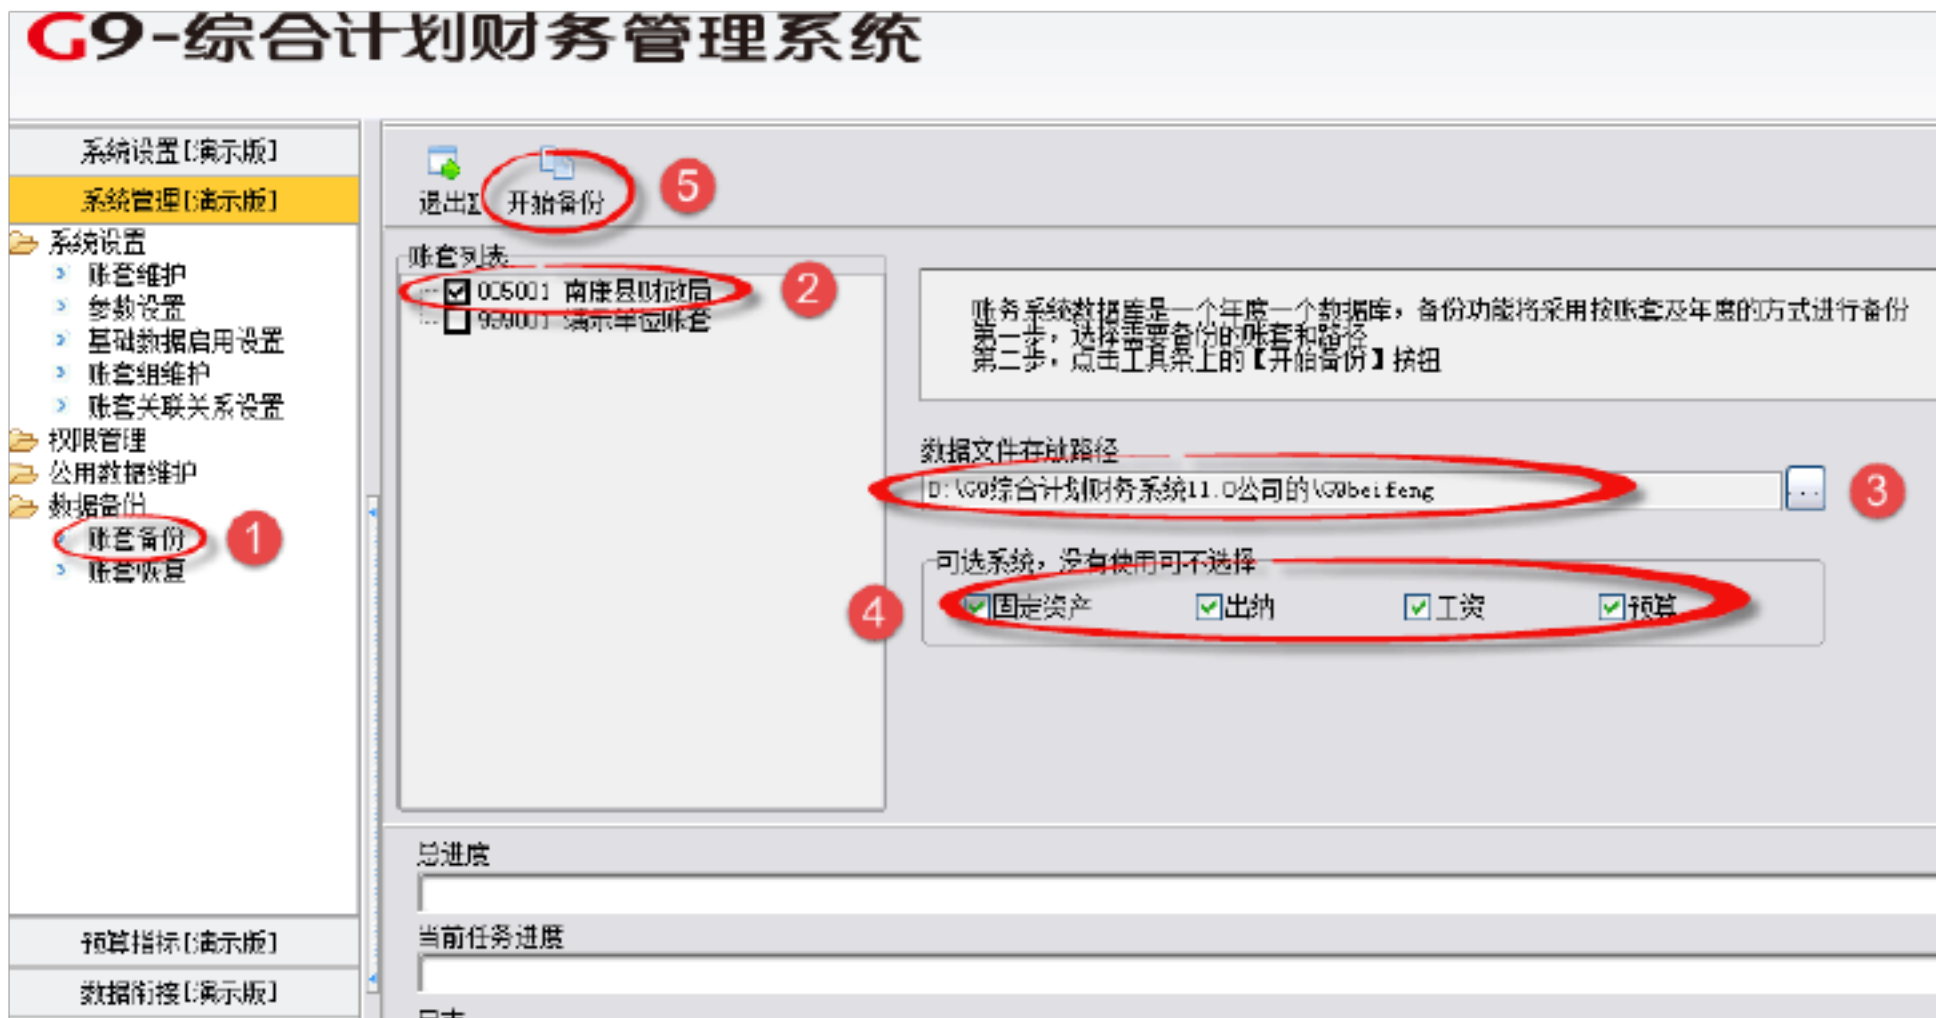 G9-综合计划财务管理系统
系统设置[演示版]
系统管理[演示版]
系统设置
账套维护
参数设置
基础数据启用设置
账套组维护
账套关联关系设置
权限管理
公用数据维护
数据备份
账套备份
1
账套恢复
预算指标[演示版]
数据衔接[演示版]
退出X 开始备份
5
账套列表
005001 南康县财政局
2
999001 演示单位账套
账务系统数据库是一个年度一个数据库，备份功能将采用按账套及年度的方式进行备份
第一步，选择需要备份的账套和路径
第二步，点击工具条上的【开始备份】按钮
数据文件存放路径
D:\G9综合计划财务系统11.0公司的\G9beifeng
...
3
可选系统，没有使用可不选择
4
固定资产 出纳 工资 预算
总进度
当前任务进度